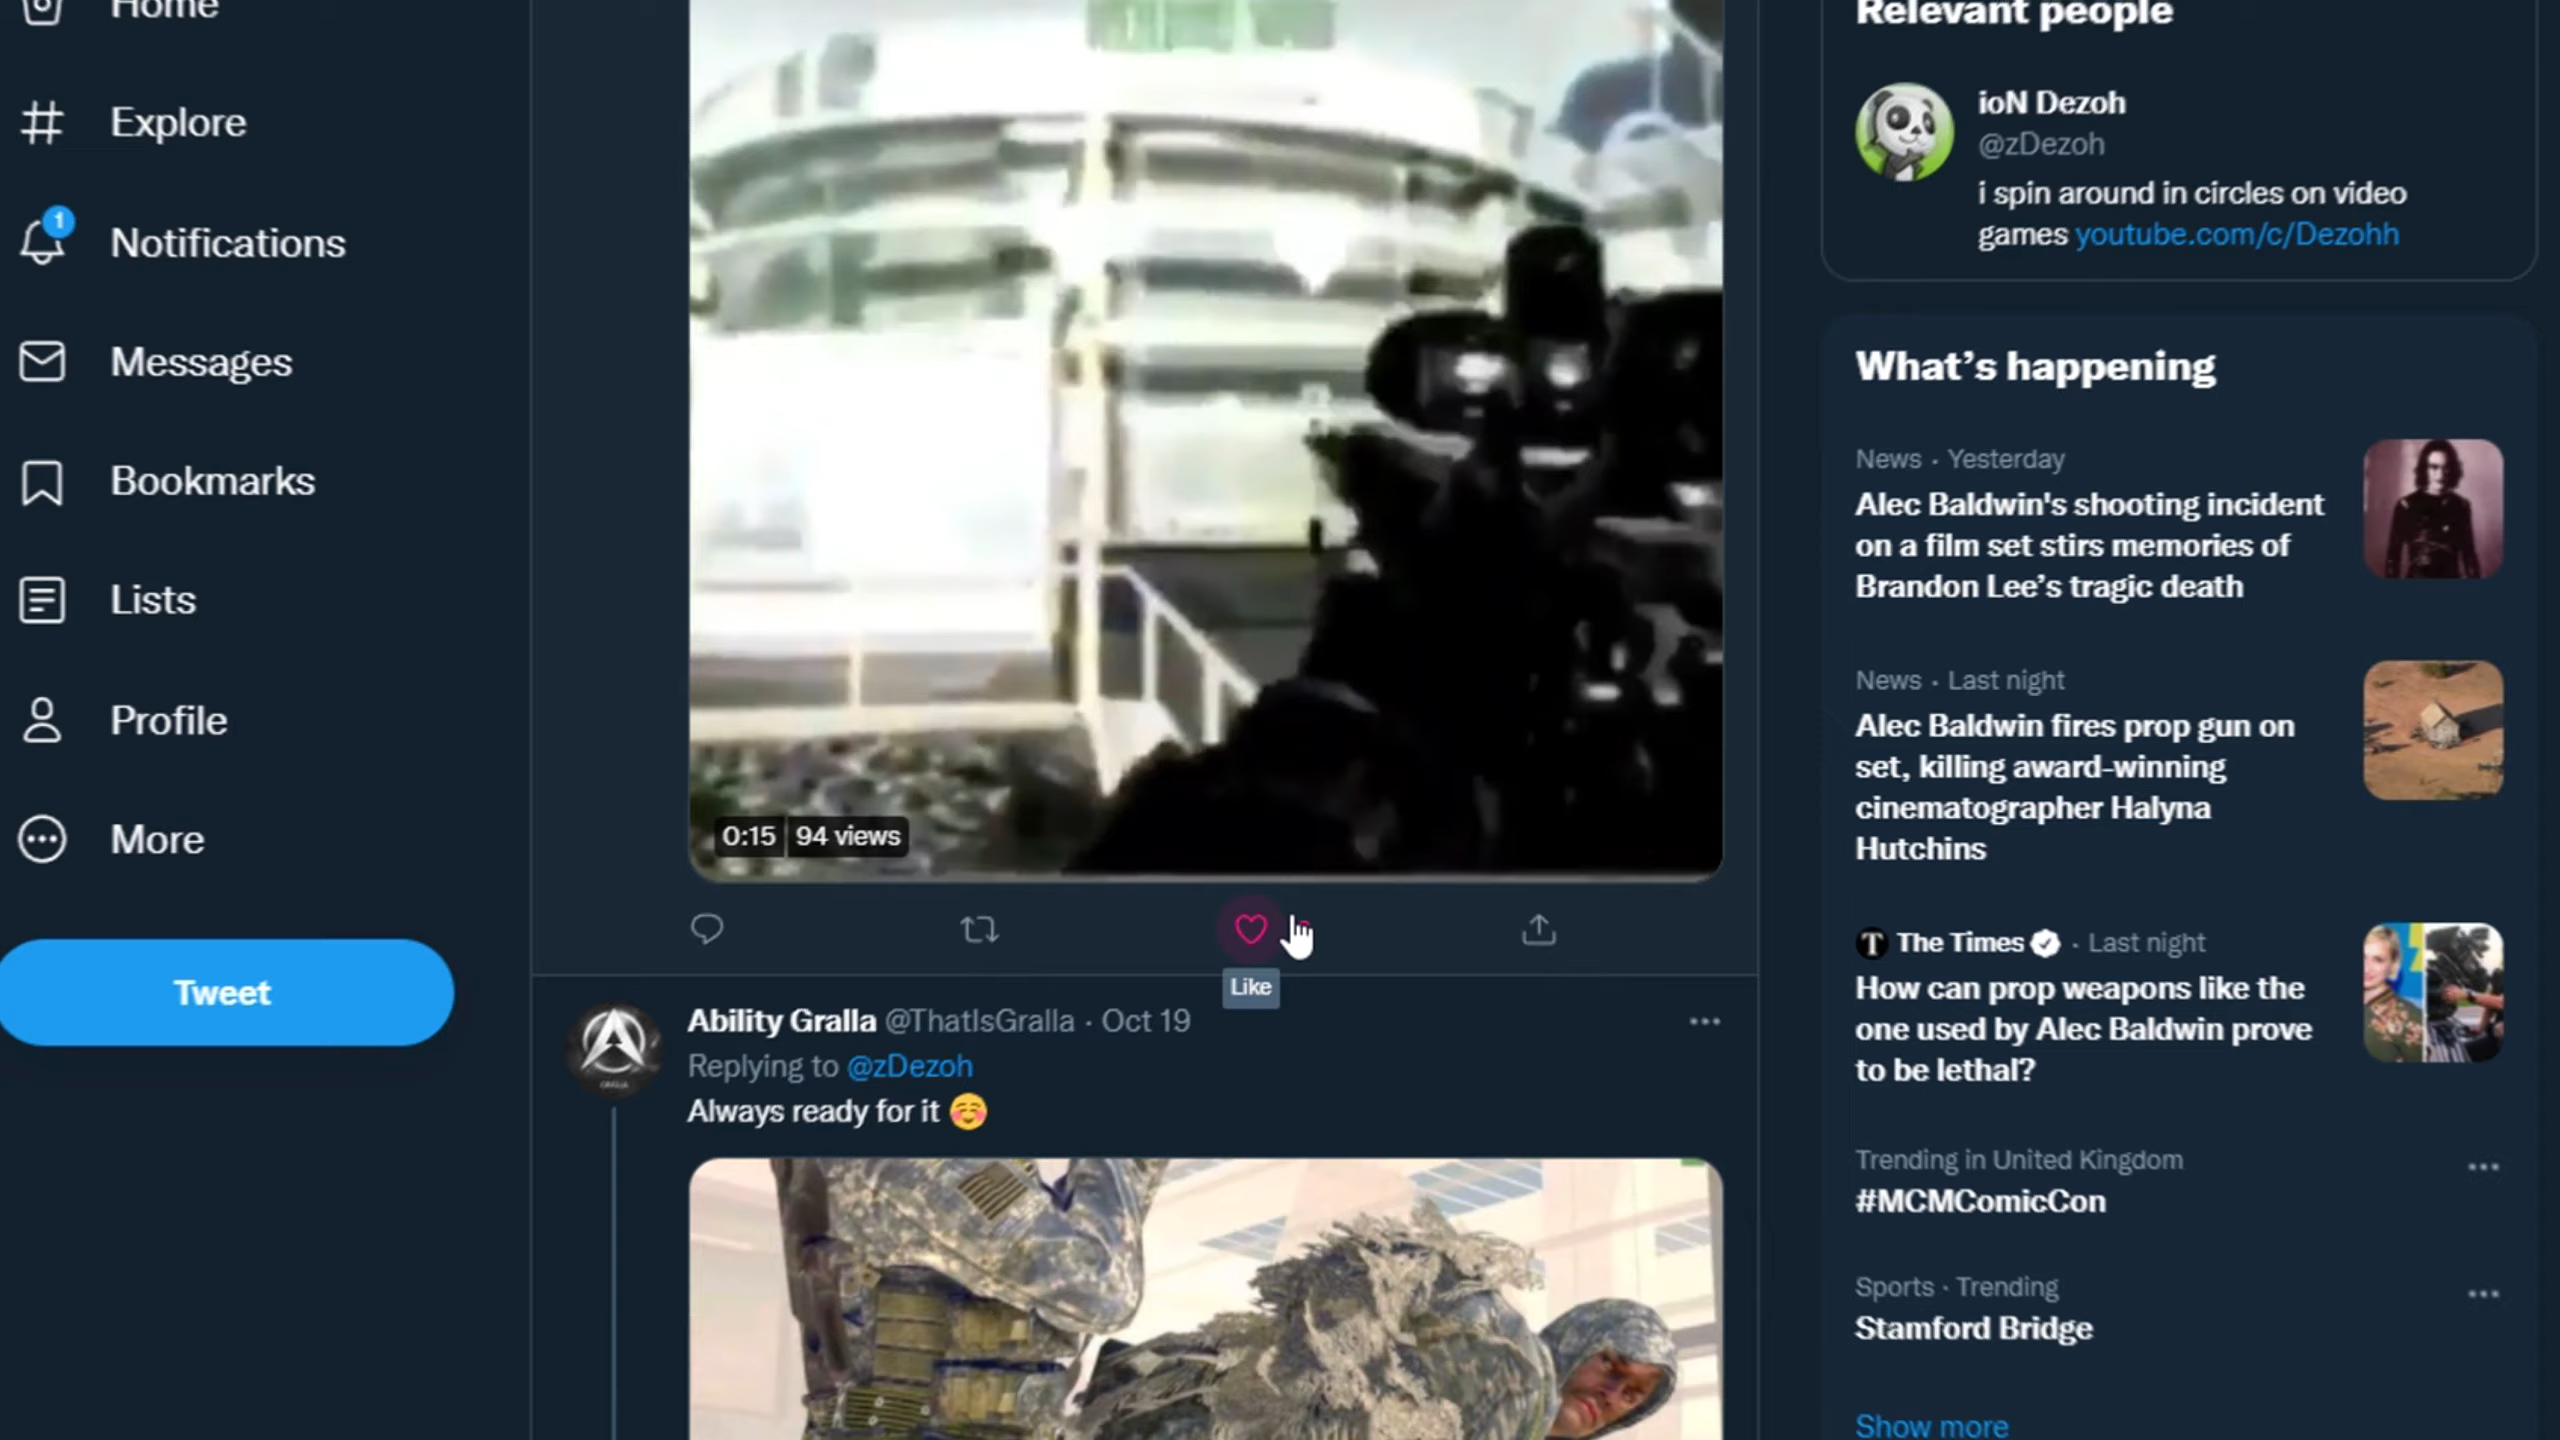 Home
Explore
1
Notifications
Messages
Bookmarks
Lists
Profile
More
Tweet
0:15 94 views
Like
Ability Gralla @ThatIsGralla · Oct 19
Replying to @zDezoh
Always ready for it ☺️
Relevant people
ioN Dezoh
@zDezoh
i spin around in circles on video
games youtube.com/c/Dezohh
What’s happening
News · Yesterday
Alec Baldwin's shooting incident
on a film set stirs memories of
Brandon Lee’s tragic death
News · Last night
Alec Baldwin fires prop gun on
set, killing award-winning
cinematographer Halyna
Hutchins
T The Times · Last night
How can prop weapons like the
one used by Alec Baldwin prove
to be lethal?
Trending in United Kingdom
#MCMComicCon
Sports · Trending
Stamford Bridge
Show more